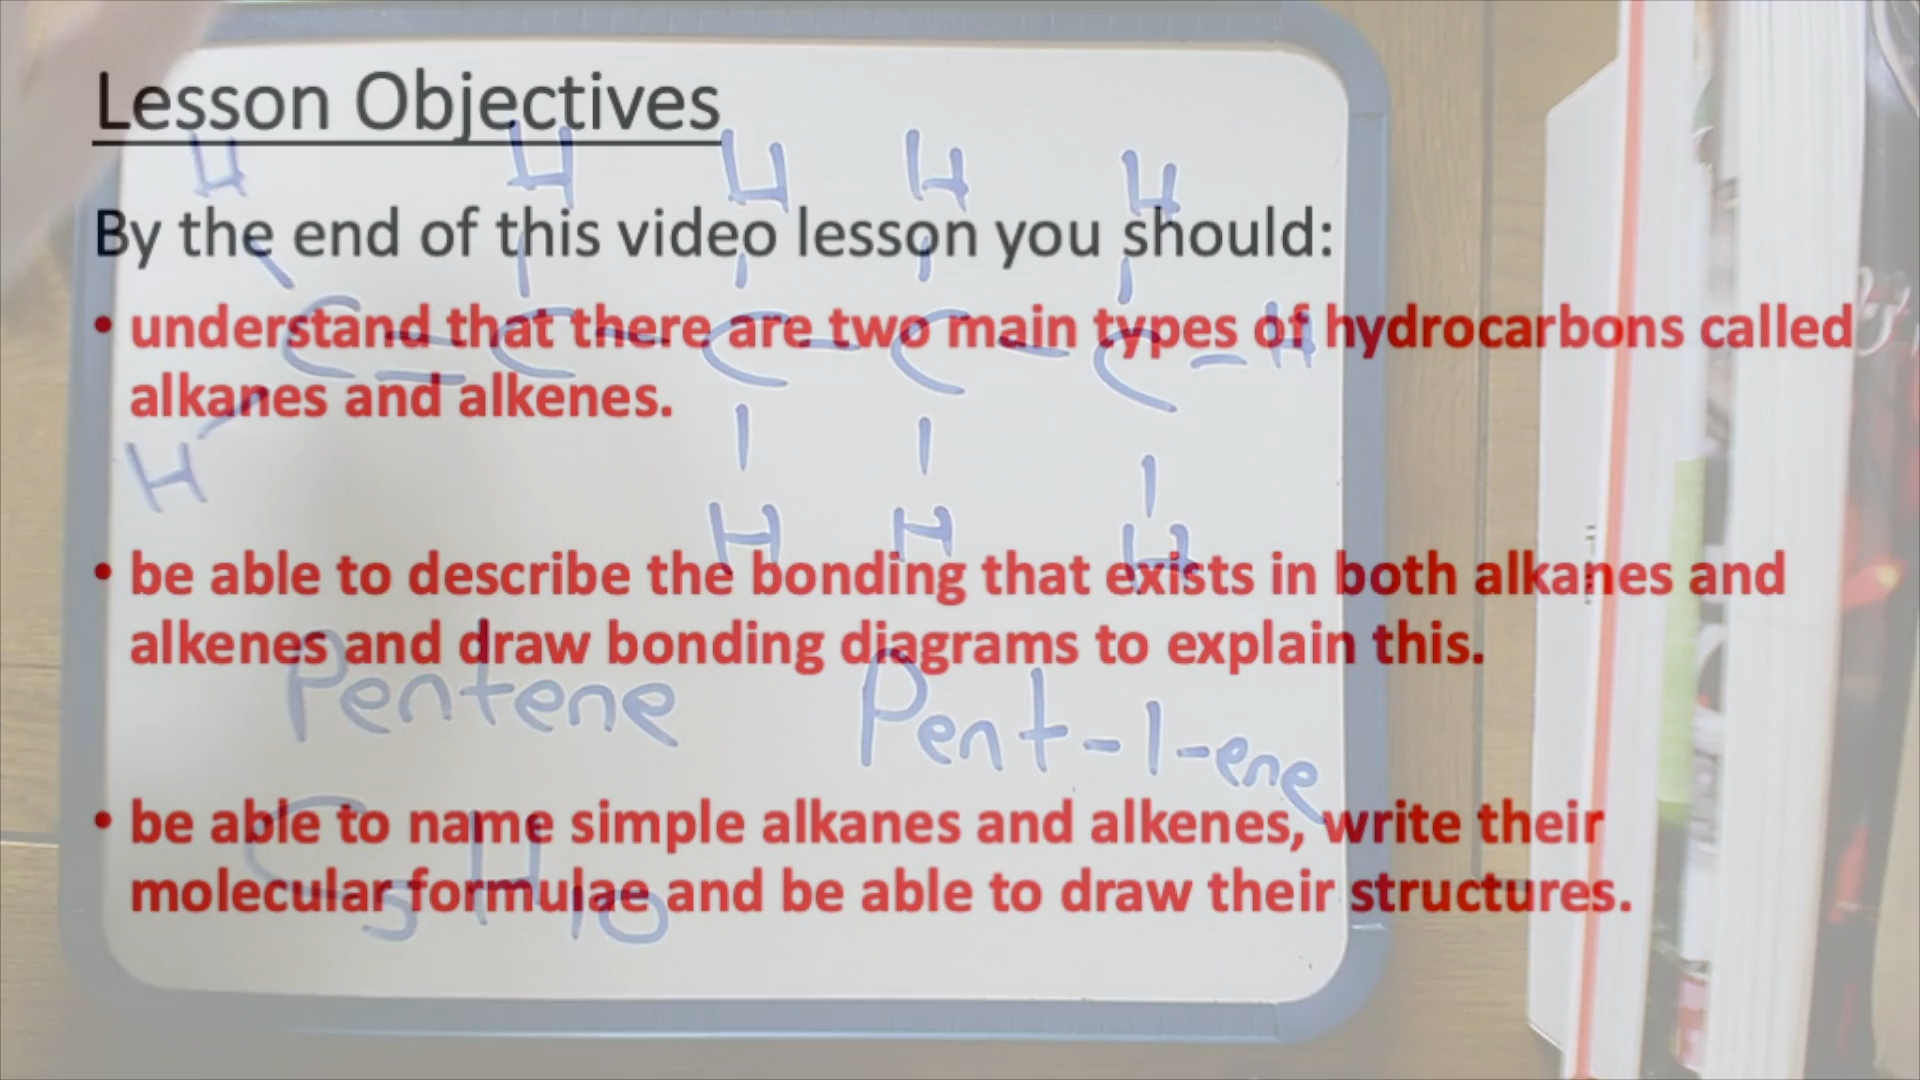 Lesson Objectives
H H H H H
By the end of this video lesson you should:
• understand that there are two main types of hydrocarbons called
C = C - C - C - C - H
alkanes and alkenes.
H
H H H
• be able to describe the bonding that exists in both alkanes and
alkenes and draw bonding diagrams to explain this.
Pentene Pent-1-ene
• be able to name simple alkanes and alkenes, write their
molecular formulae and be able to draw their structures.
C5H10